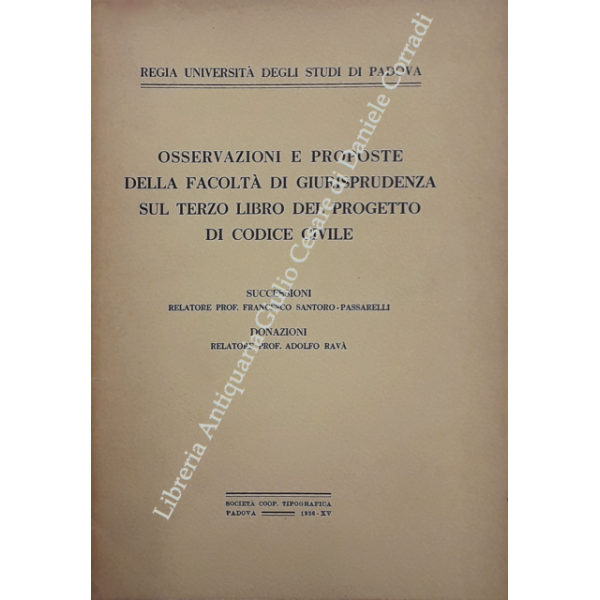 REGIA UNIVERSITÀ DEGLI STUDI DI PADOVA
OSSERVAZIONI E PROPOSTE
DELLA FACOLTÀ DI GIURISPRUDENZA
SUL TERZO LIBRO DEL PROGETTO
DI CODICE CIVILE
SUCCESSIONI
RELATORE PROF. FRANCESCO SANTORO-PASSARELLI
DONAZIONI
RELATORE PROF. ADOLFO RAVÀ
SOCIETÀ COOP. TIPOGRAFICA
PADOVA 1936-XV
Libreria Antiquaria Giulio Cesare di Daniele Corradi